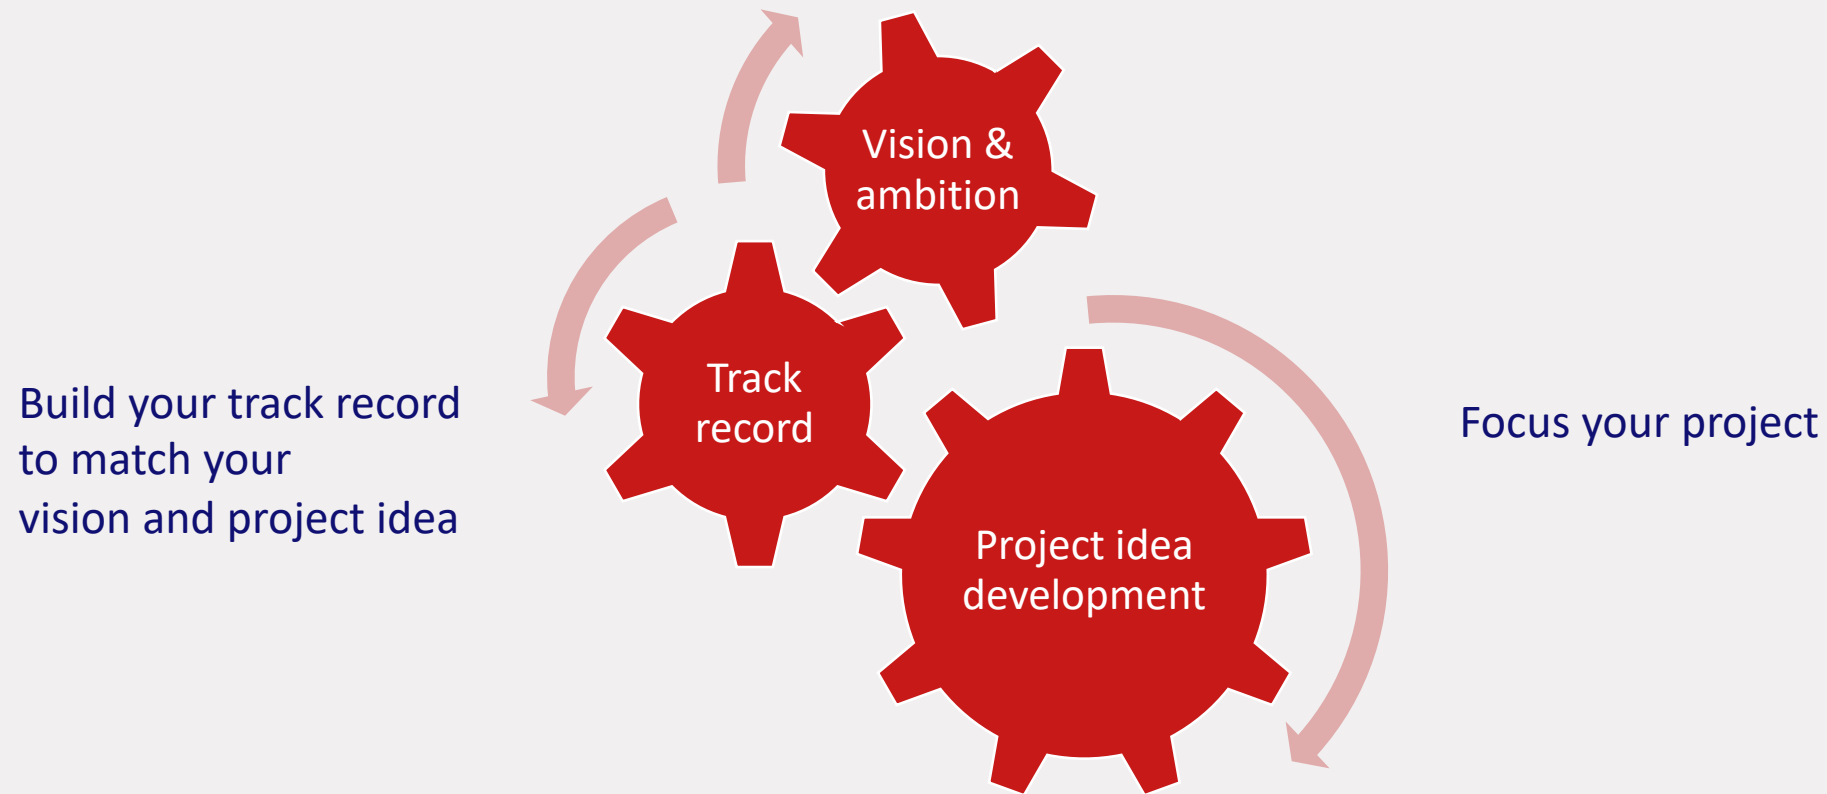 Vision &
ambition
Track
record
Build your track record
to match your
vision and project idea
Focus your project
Project idea
development